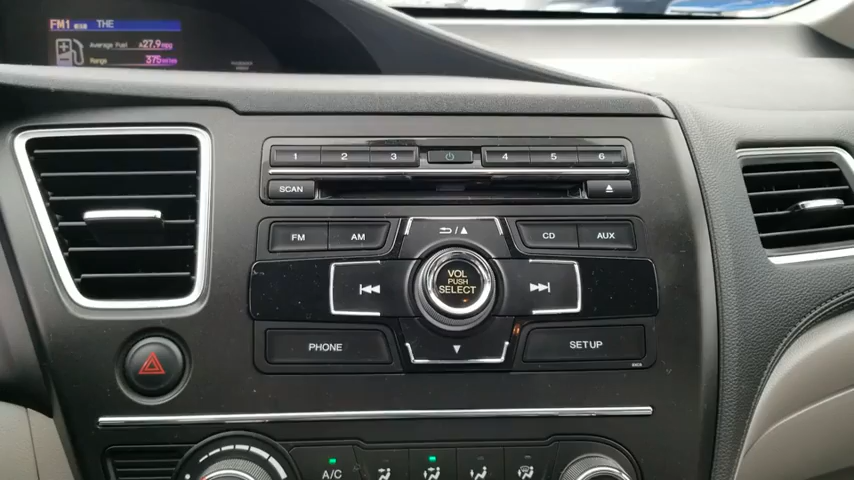 FM1 THE
Average Fuel 27.9 mpg
Range 375 miles
1 2 3 4 5 6
SCAN
FM AM CD AUX
VOL
PUSH
SELECT
PHONE SETUP
A/C